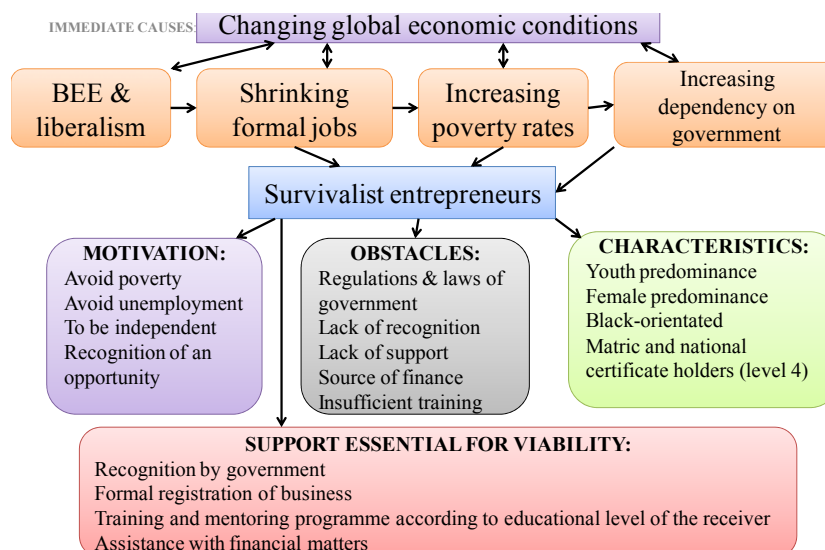 IMMEDIATE CAUSES:
Changing global economic conditions
BEE &
liberalism
Shrinking
formal jobs
Increasing
poverty rates
Increasing
dependency on
government
Survivalist entrepreneurs
MOTIVATION:
Avoid poverty
Avoid unemployment
To be independent
Recognition of an
opportunity
OBSTACLES:
Regulations & laws of
government
Lack of recognition
Lack of support
Source of finance
Insufficient training
CHARACTERISTICS:
Youth predominance
Female predominance
Black-orientated
Matric and national
certificate holders (level 4)
SUPPORT ESSENTIAL FOR VIABILITY:
Recognition by government
Formal registration of business
Training and mentoring programme according to educational level of the receiver
Assistance with financial matters